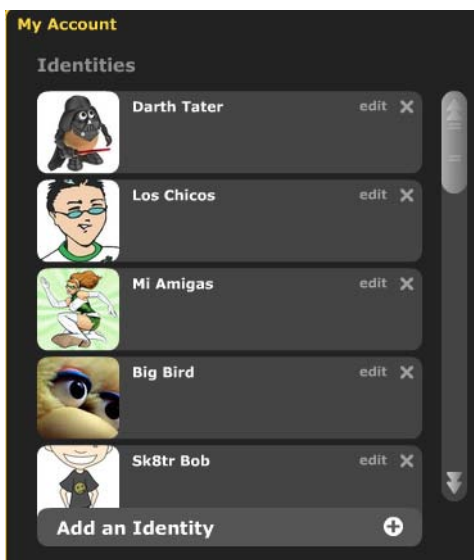 My Account
Identities
Darth Tater edit
Los Chicos edit
Mi Amigas edit
Big Bird edit
Sk8tr Bob edit
Add an Identity